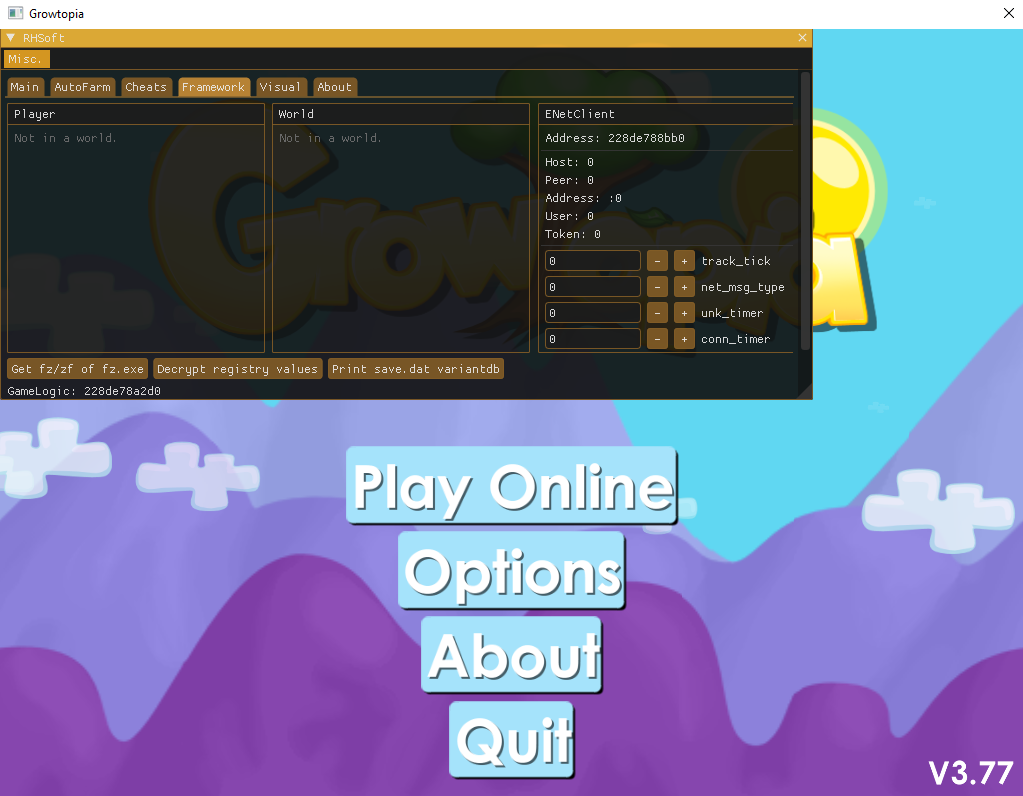 Growtopia
RHSoft
Misc.
Main AutoFarm Cheats Framework Visual About
Player World ENetClient
Not in a world. Not in a world. Address: 228de788bb0
Host: 0
Peer: 0
Address: :0
User: 0
Token: 0
0 - + track_tick
0 - + net_msg_type
0 - + unk_timer
0 - + conn_timer
Get fz/zf of fz.exe Decrypt registry values Print save.dat variantdb
GameLogic: 228de78a2d0
Growtopia
Play Online
Options
About
Quit
V3.77